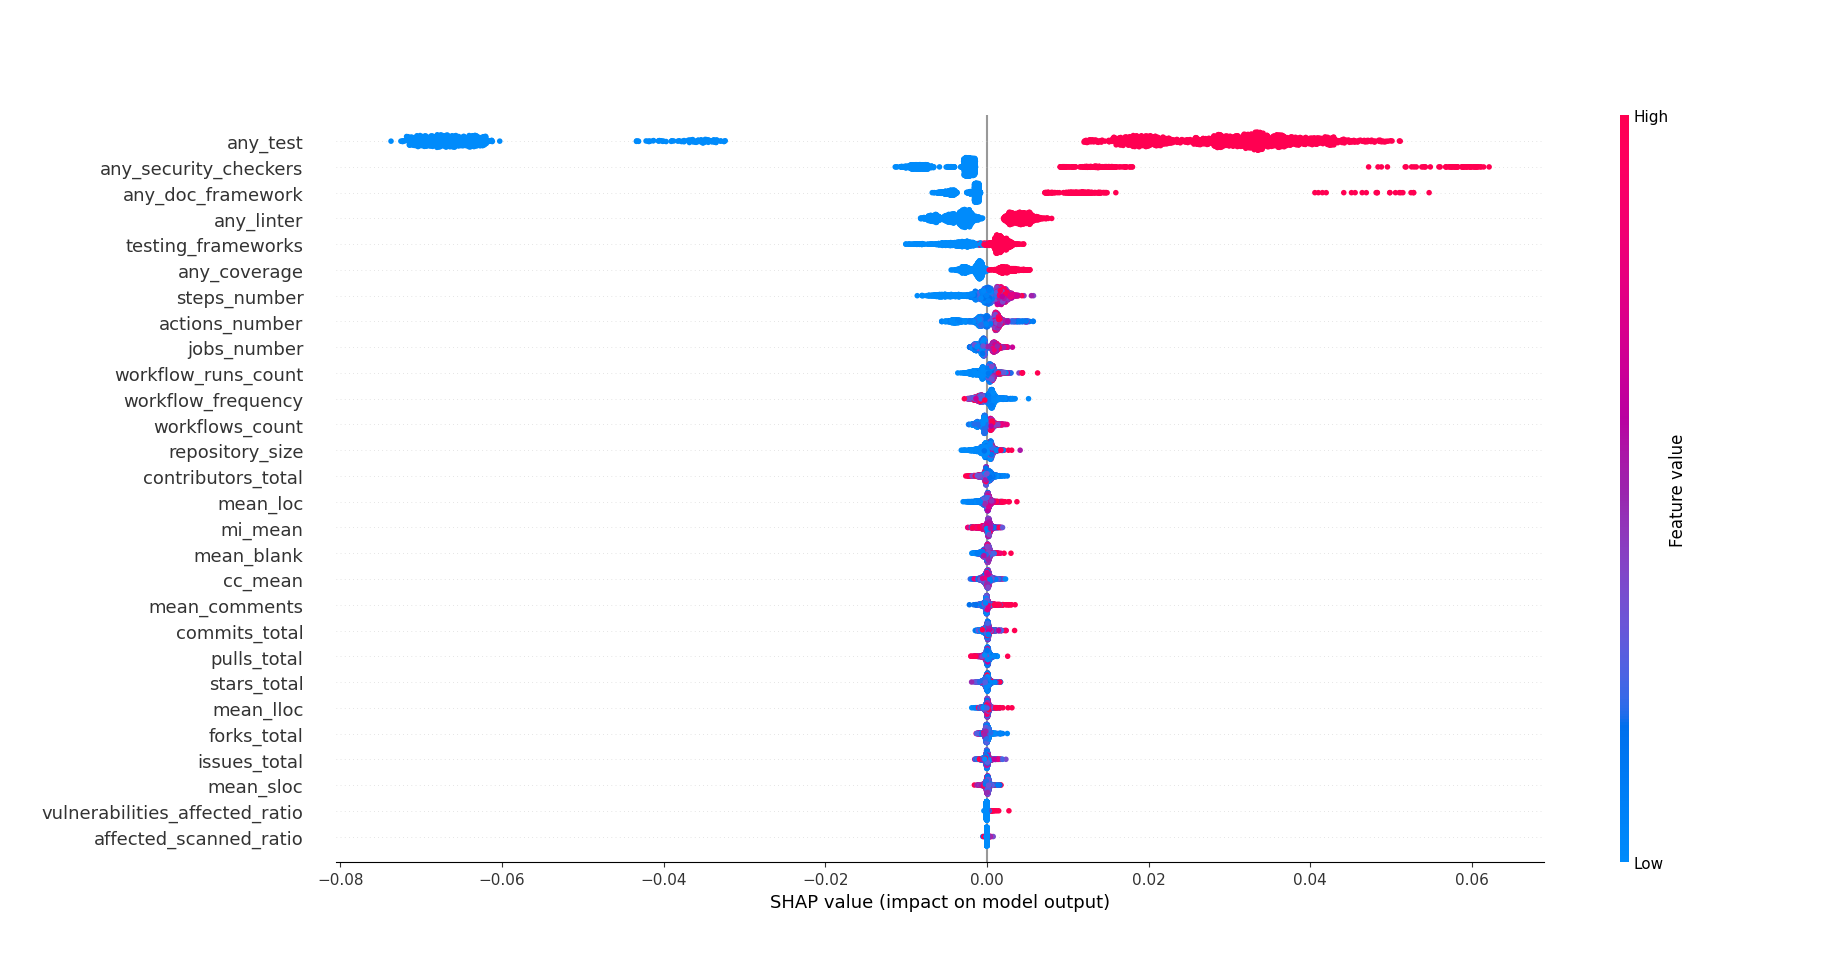 any_test
any_security_checkers
any_doc_framework
any_linter
testing_frameworks
any_coverage
steps_number
actions_number
jobs_number
workflow_runs_count
workflow_frequency
workflows_count
repository_size
contributors_total
mean_loc
mi_mean
mean_blank
cc_mean
mean_comments
commits_total
pulls_total
stars_total
mean_lloc
forks_total
issues_total
mean_sloc
vulnerabilities_affected_ratio
affected_scanned_ratio
−0.08 −0.06 −0.04 −0.02 0.00 0.02 0.04 0.06
SHAP value (impact on model output)
High
Feature value
Low